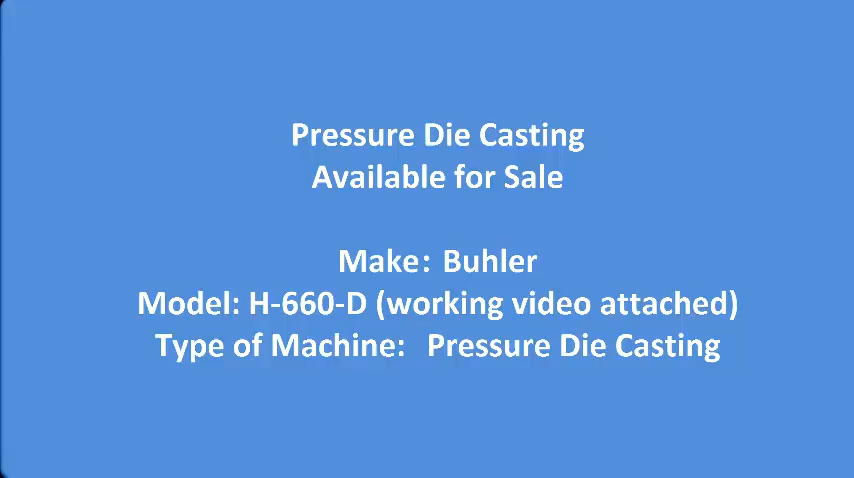 Pressure Die Casting
Available for Sale
Make: Buhler
Model: H-660-D (working video attached)
Type of Machine: Pressure Die Casting